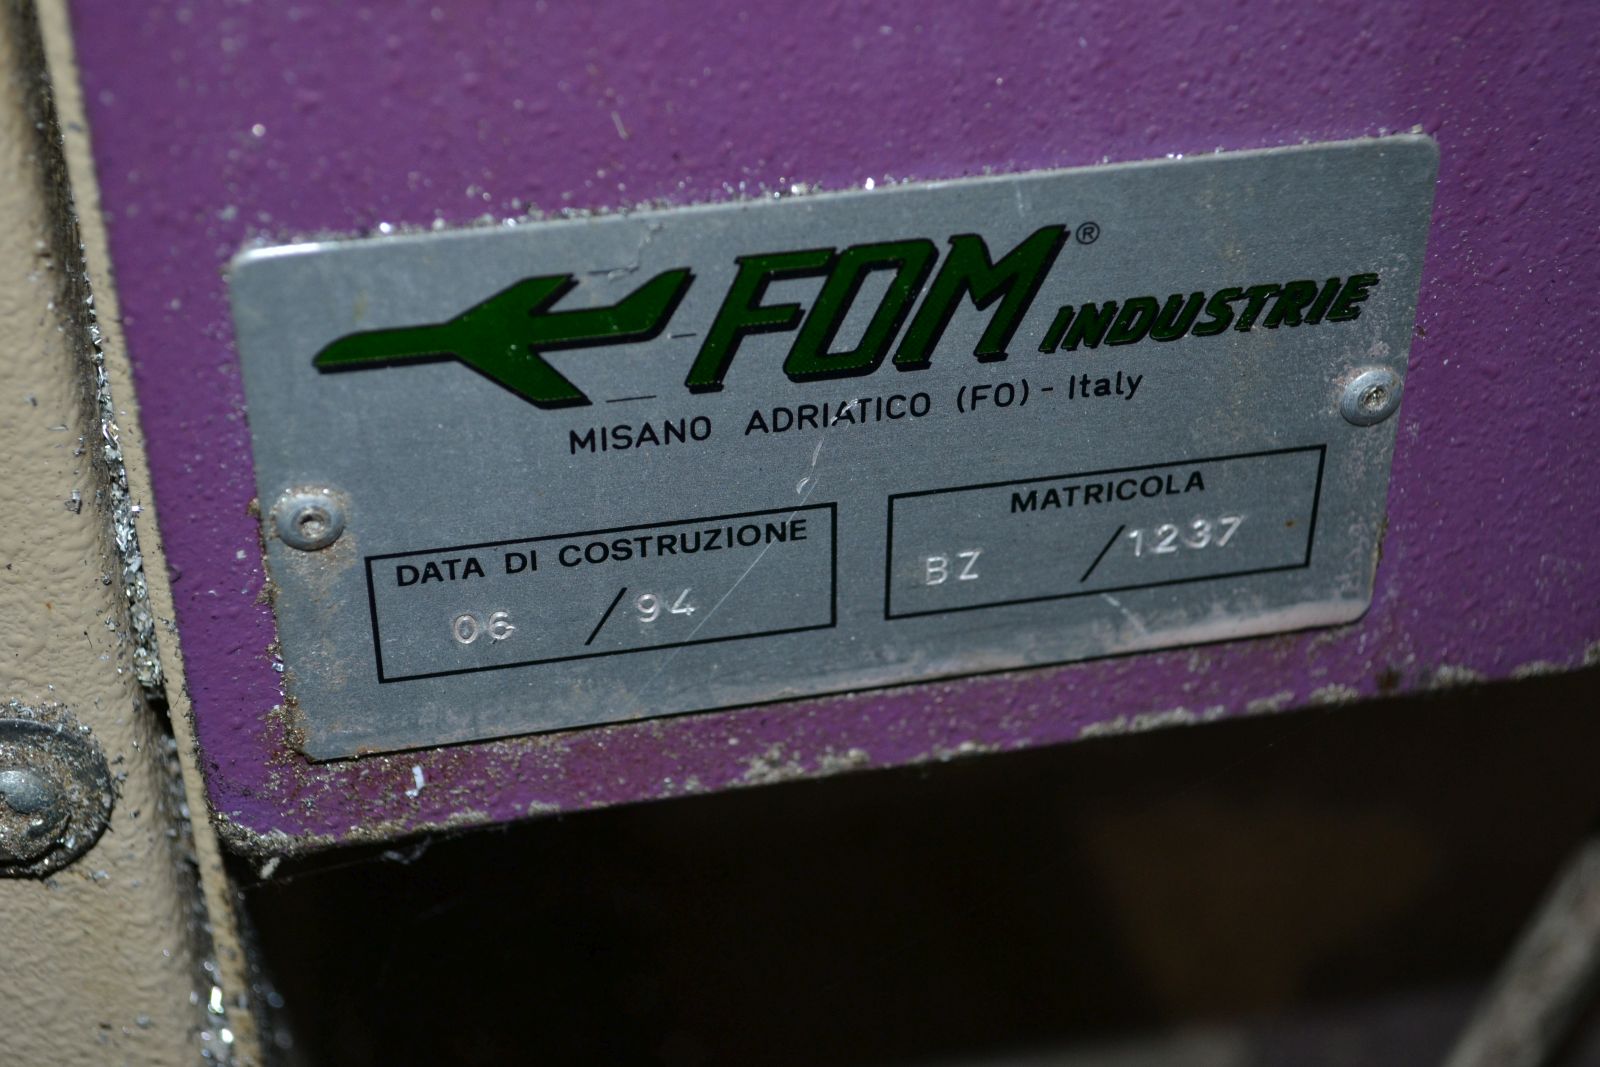 FOM® INDUSTRIE
MISANO ADRIATICO (FO) - Italy
DATA DI COSTRUZIONE
06 / 94
MATRICOLA
BZ / 1237